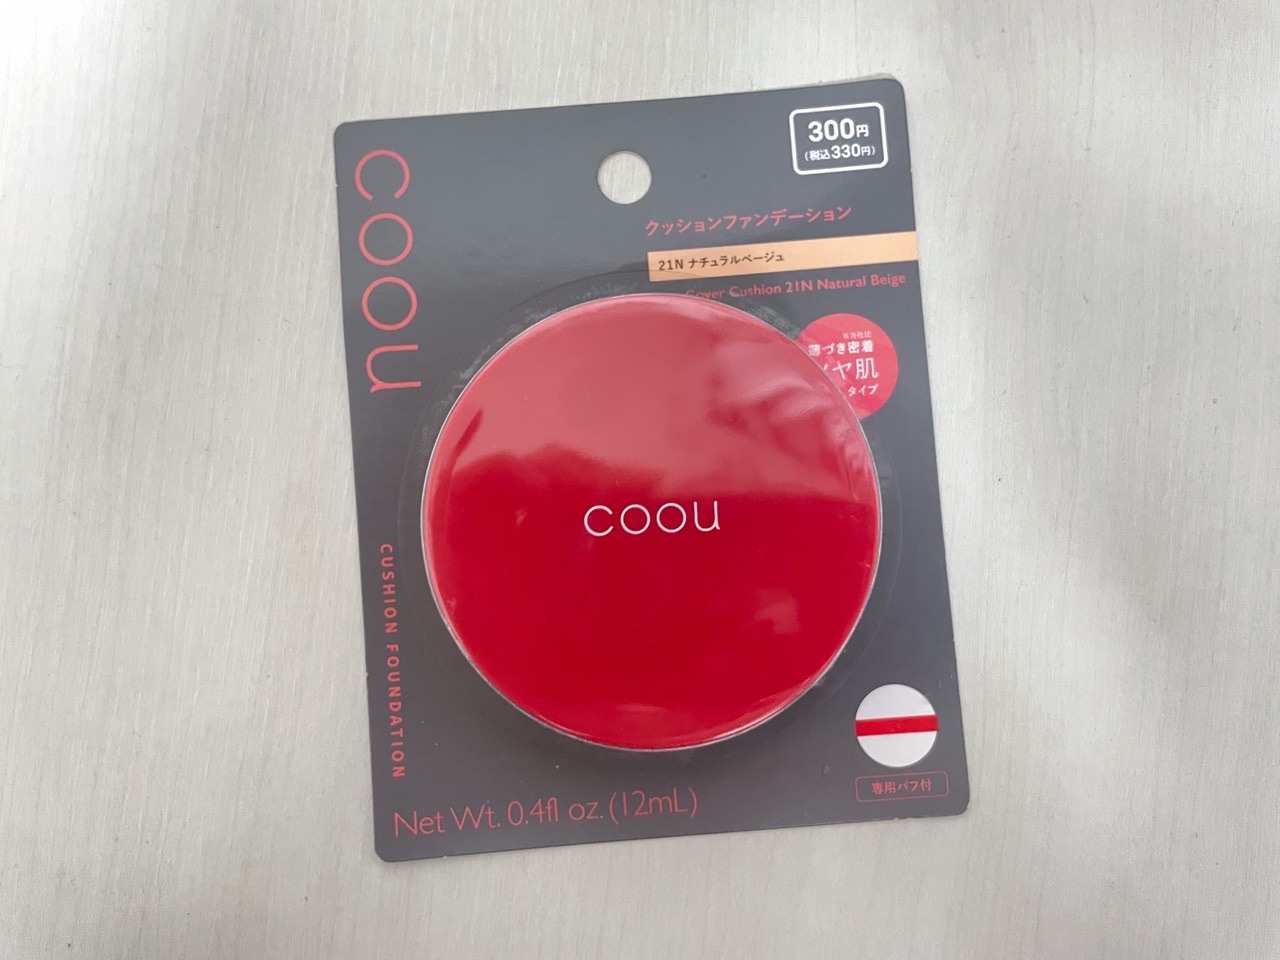 coou
300円
(税込330円)
クッションファンデーション
21N ナチュラルベージュ
Cover Cushion 21N Natural Beige
※当社比
薄づき密着
ツヤ肌
タイプ
coou
CUSHION FOUNDATION
専用パフ付
Net Wt. 0.4fl oz. (12mL)